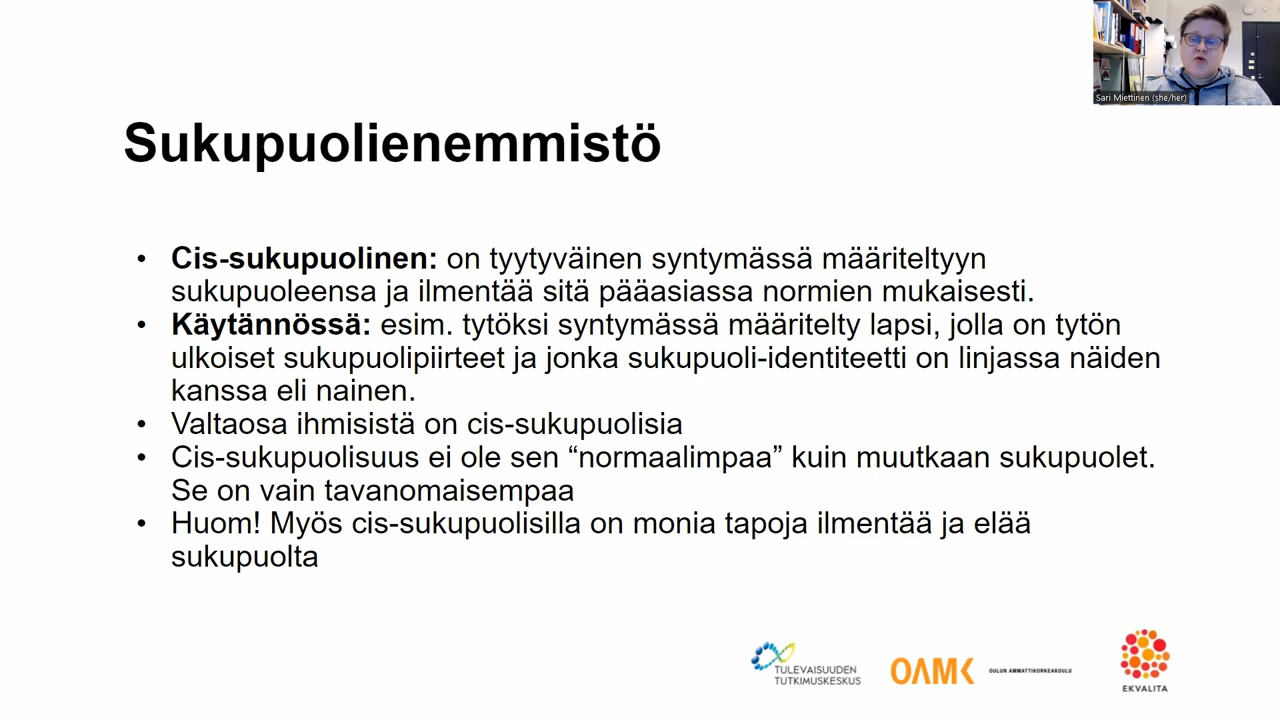 Sari Miettinen (she/her)
Sukupuolienemmistö
• Cis-sukupuolinen: on tyytyväinen syntymässä määriteltyyn
sukupuoleensa ja ilmentää sitä pääasiassa normien mukaisesti.
• Käytännössä: esim. tytöksi syntymässä määritelty lapsi, jolla on tytön
ulkoiset sukupuolipiirteet ja jonka sukupuoli-identiteetti on linjassa näiden
kanssa eli nainen.
• Valtaosa ihmisistä on cis-sukupuolisia
• Cis-sukupuolisuus ei ole sen “normaalimpaa” kuin muutkaan sukupuolet.
Se on vain tavanomaisempaa
• Huom! Myös cis-sukupuolisilla on monia tapoja ilmentää ja elää
sukupuolta
TULEVAISUUDEN
TUTKIMUSKESKUS
OAMK OULUN AMMATTIKORKEAKOULU
EKVALITA